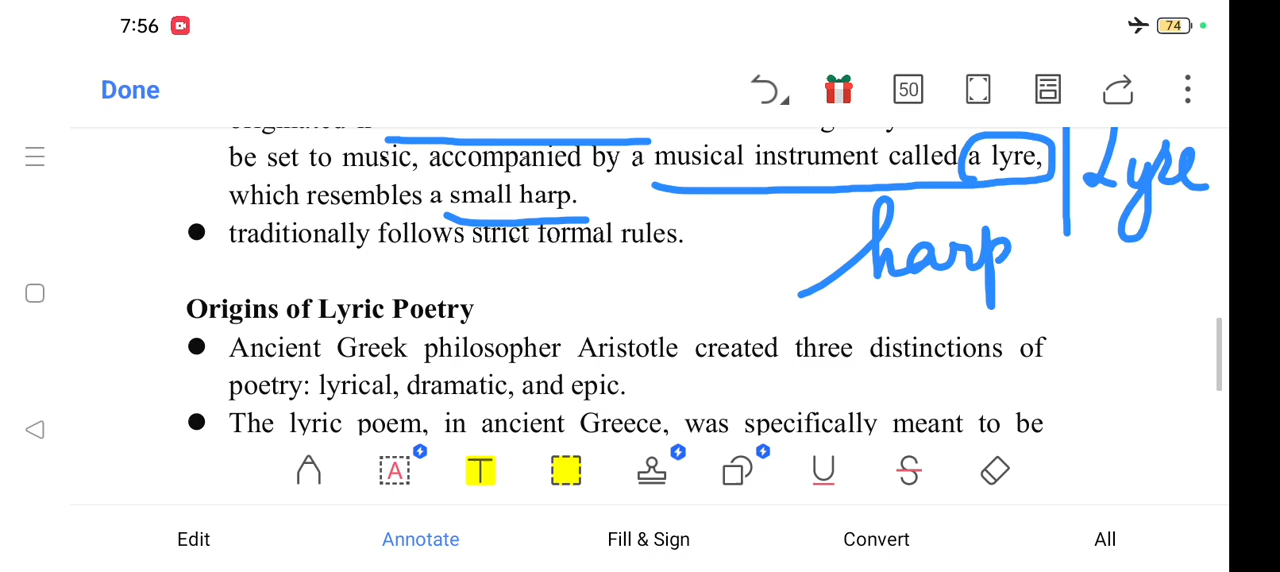 7:56
74
Done
50
be set to music, accompanied by a musical instrument called a lyre,
Lyre
which resembles a small harp.
harp
● traditionally follows strict formal rules.
Origins of Lyric Poetry
● Ancient Greek philosopher Aristotle created three distinctions of
poetry: lyrical, dramatic, and epic.
● The lyric poem, in ancient Greece, was specifically meant to be
A T U S
Edit Annotate Fill & Sign Convert All